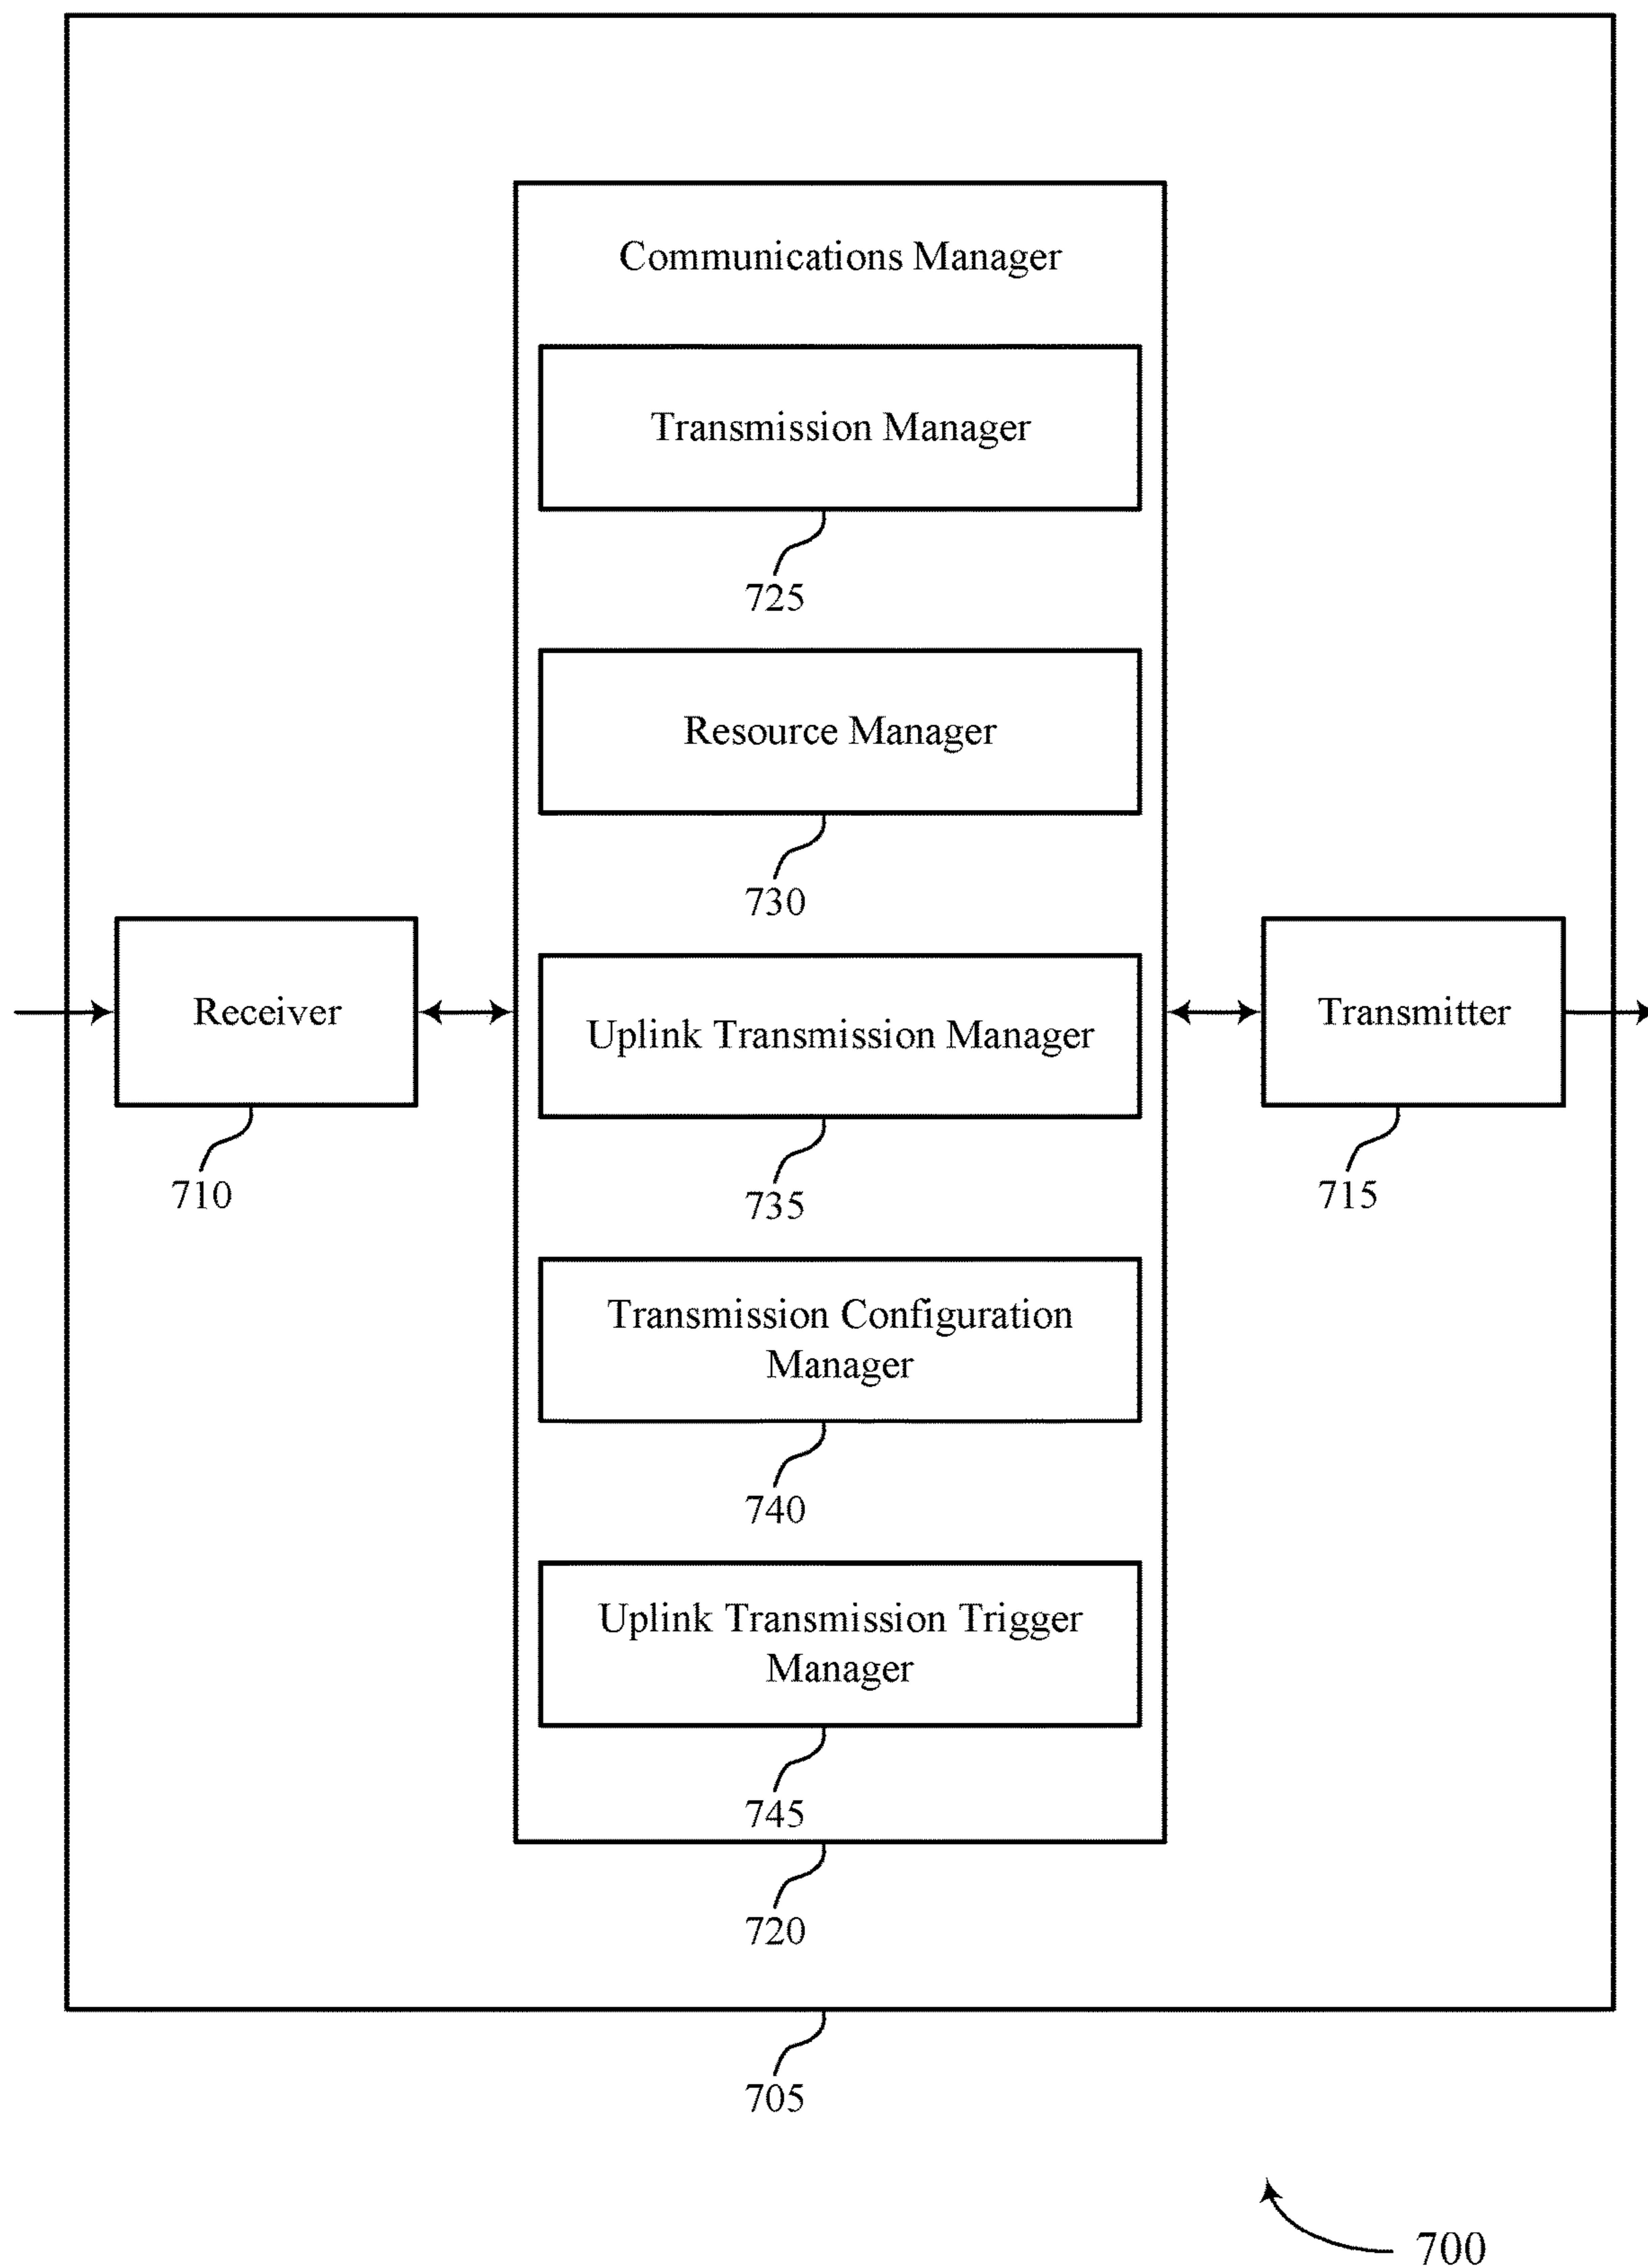 Communications Manager
Transmission Manager
725
Resource Manager
730
Receiver
710
Uplink Transmission Manager
735
Transmitter
715
Transmission Configuration
Manager
740
Uplink Transmission Trigger
Manager
745
720
705
700